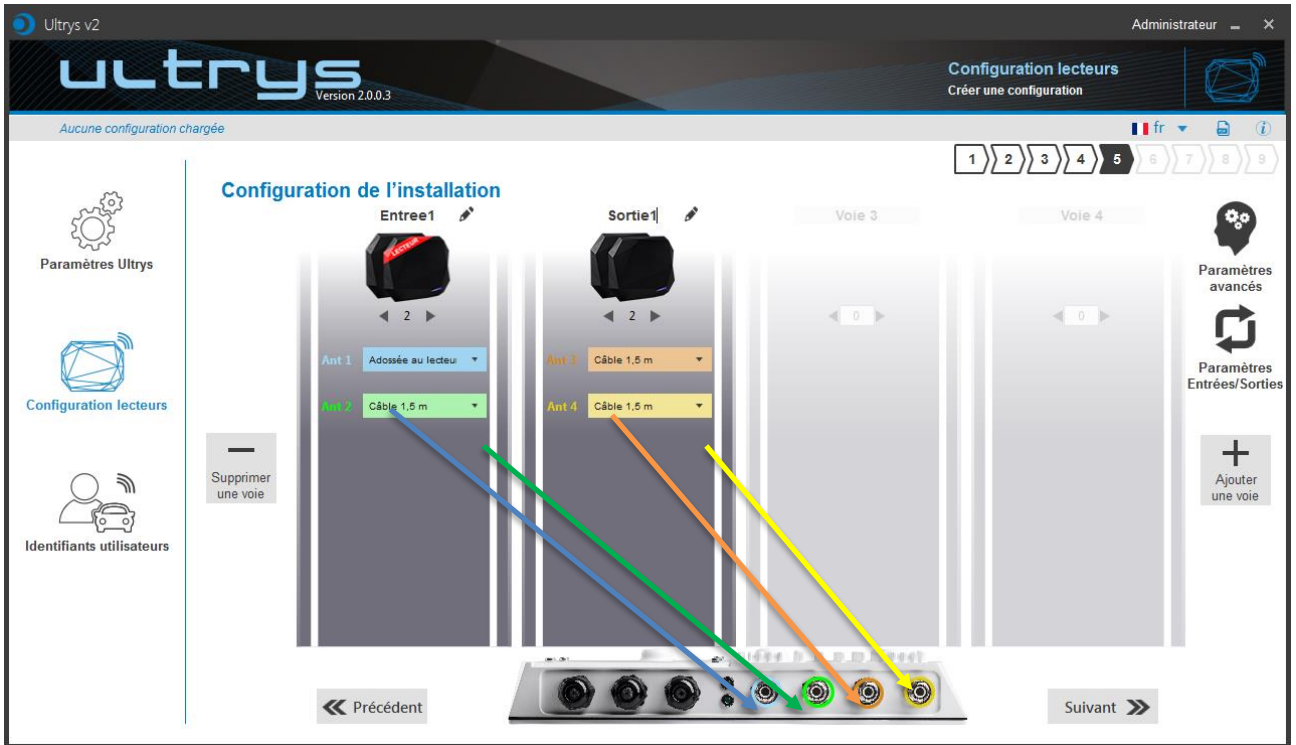 Ultrys v2
Administrateur
ultrys
Version 2.0.0.3
Configuration lecteurs
Créer une configuration
Aucune configuration chargée
fr
1 2 3 4 5 6 7 8 9
Configuration de l'installation
Entree1
Sortie1
Voie 3
Voie 4
LECTEUR
2
2
0
0
Ant 1
Adossée au lecteu
Ant 3
Câble 1,5 m
Ant 2
Câble 1,5 m
Ant 4
Câble 1,5 m
Paramètres Ultrys
Configuration lecteurs
Identifiants utilisateurs
Supprimer
une voie
Paramètres
avancés
Paramètres
Entrées/Sorties
Ajouter
une voie
Précédent
Suivant